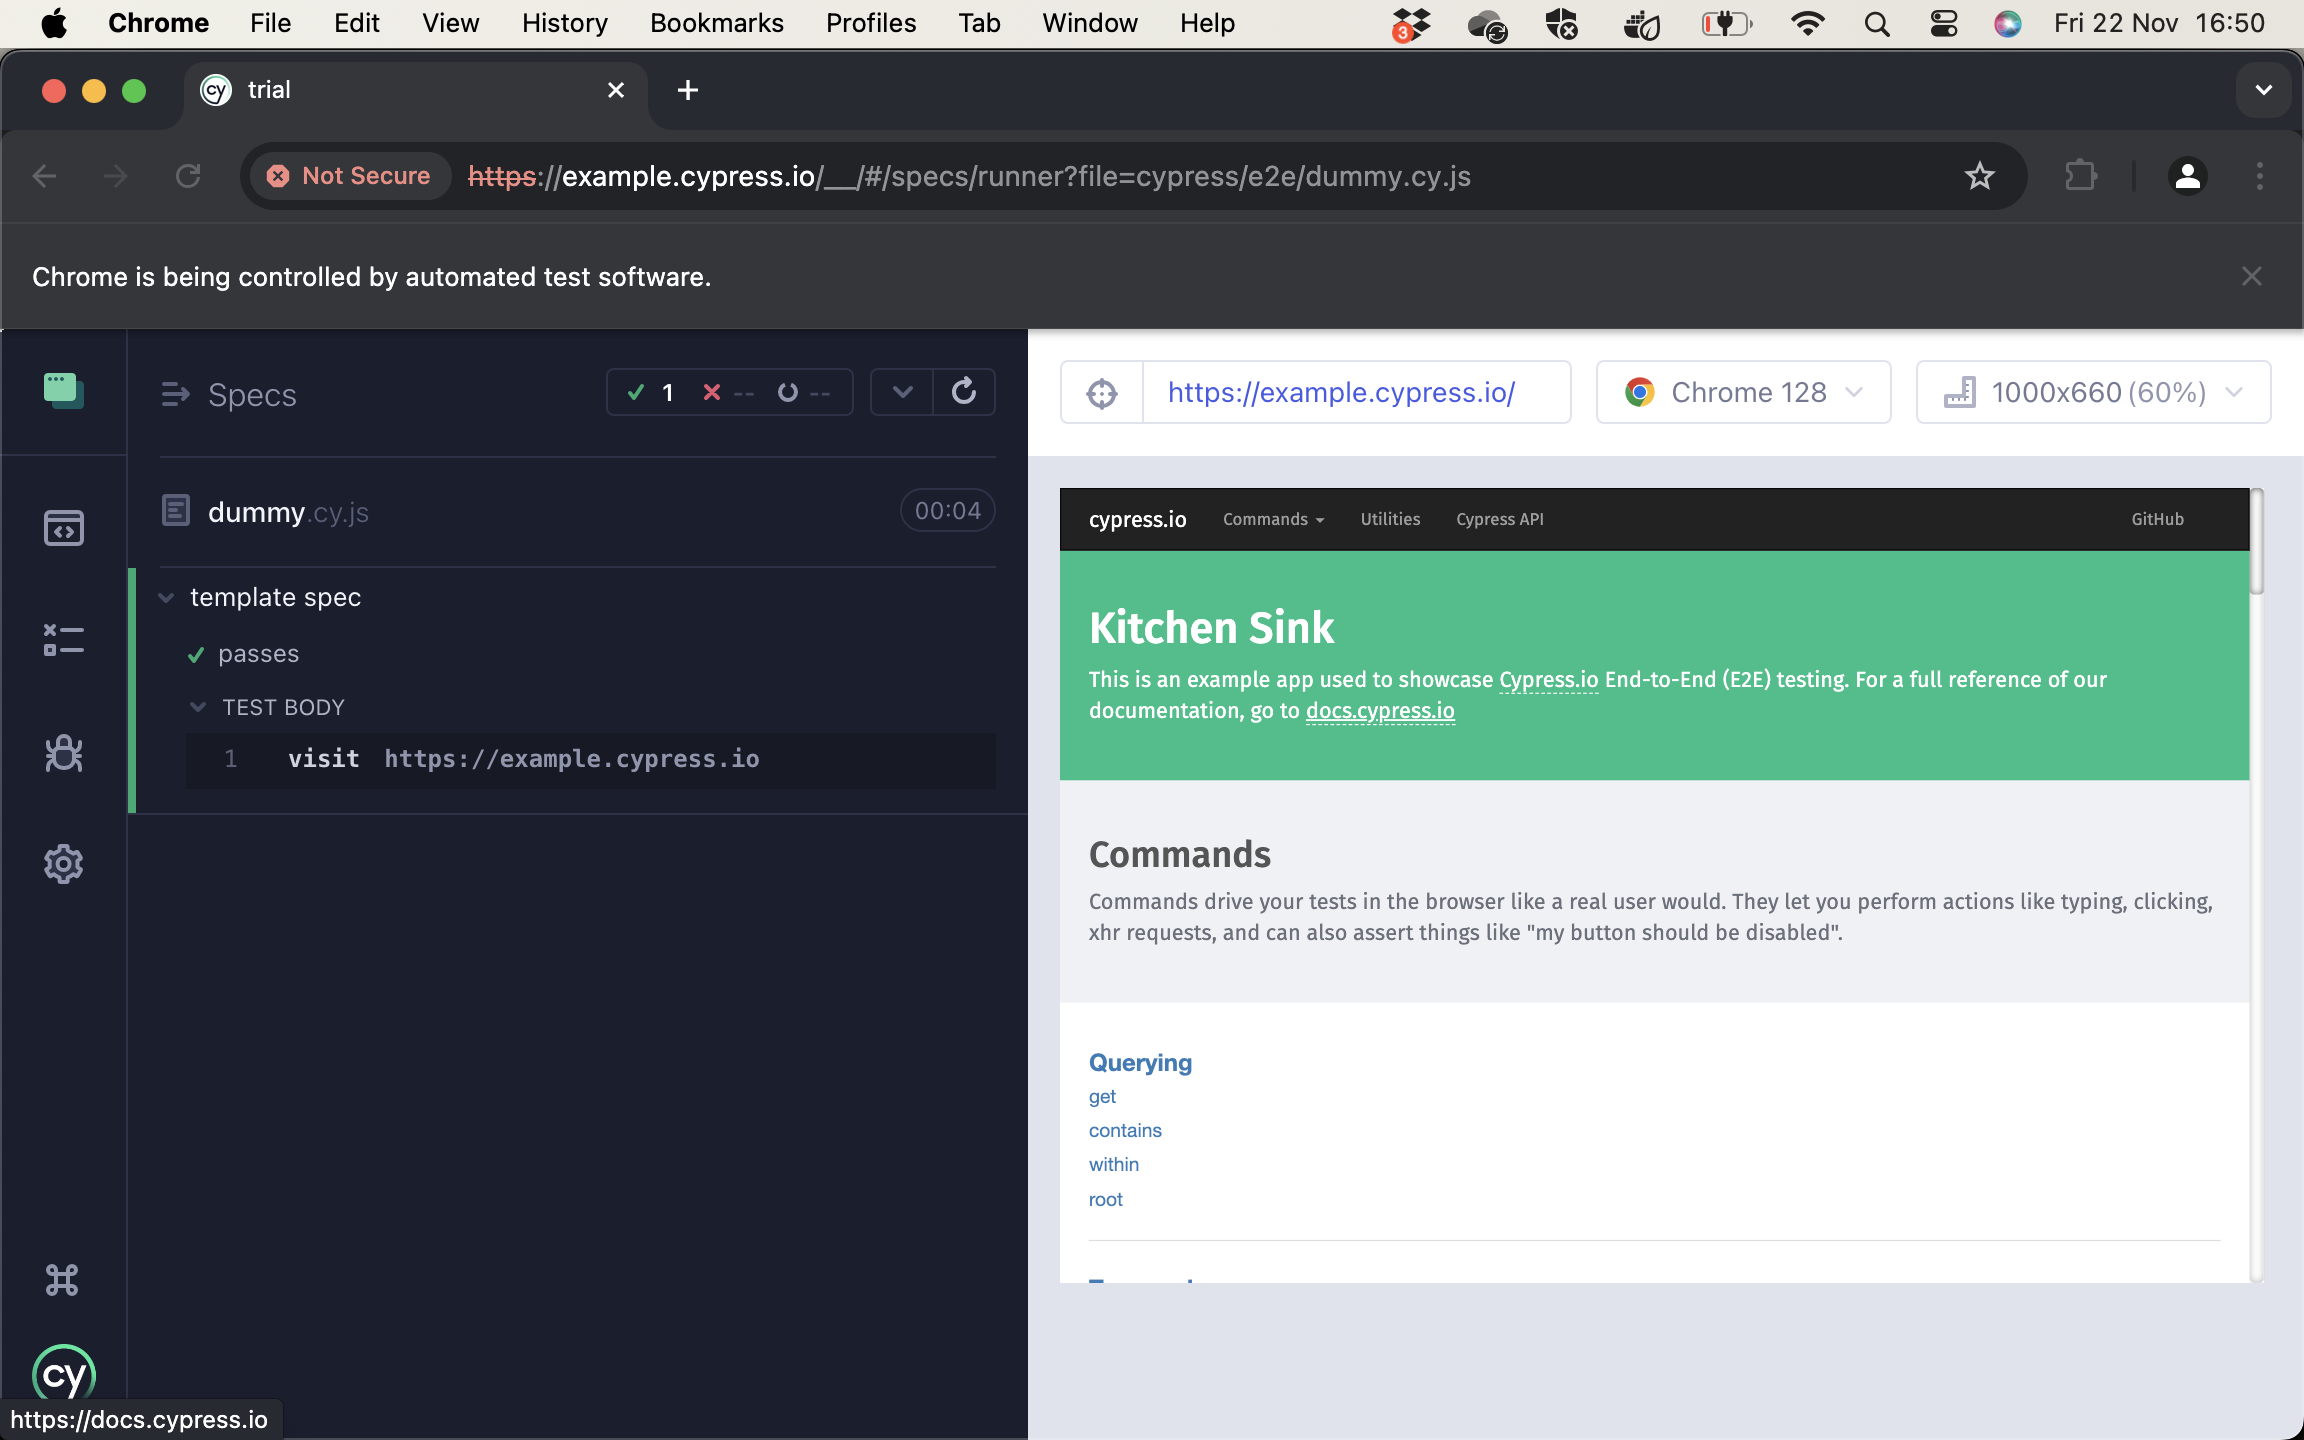 Chrome File Edit View History Bookmarks Profiles Tab Window Help 3 Fri 22 Nov 16:50
cy trial
Not Secure https://example.cypress.io/__/#/specs/runner?file=cypress/e2e/dummy.cy.js
Chrome is being controlled by automated test software.
Specs 1 -- --
dummy.cy.js 00:04
template spec
passes
TEST BODY
1 visit https://example.cypress.io
cy
https://docs.cypress.io
https://example.cypress.io/ Chrome 128 1000x660 (60%)
cypress.io Commands Utilities Cypress API GitHub
Kitchen Sink
This is an example app used to showcase Cypress.io End-to-End (E2E) testing. For a full reference of our
documentation, go to docs.cypress.io
Commands
Commands drive your tests in the browser like a real user would. They let you perform actions like typing, clicking,
xhr requests, and can also assert things like "my button should be disabled".
Querying
get
contains
within
root